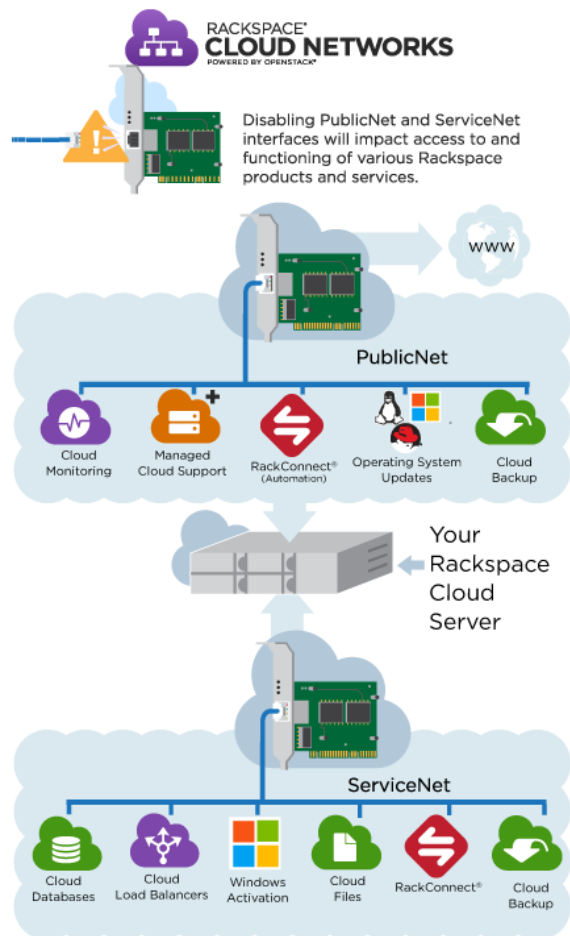 RACKSPACE®
CLOUD NETWORKS
POWERED BY OPENSTACK®
Disabling PublicNet and ServiceNet
interfaces will impact access to and
functioning of various Rackspace
products and services.
www
PublicNet
Cloud
Monitoring
Managed
Cloud Support
RackConnect®
(Automation)
Operating System
Updates
Cloud
Backup
Your
Rackspace
Cloud
Server
ServiceNet
Cloud
Databases
Cloud
Load Balancers
Windows
Activation
Cloud
Files
RackConnect®
Cloud
Backup